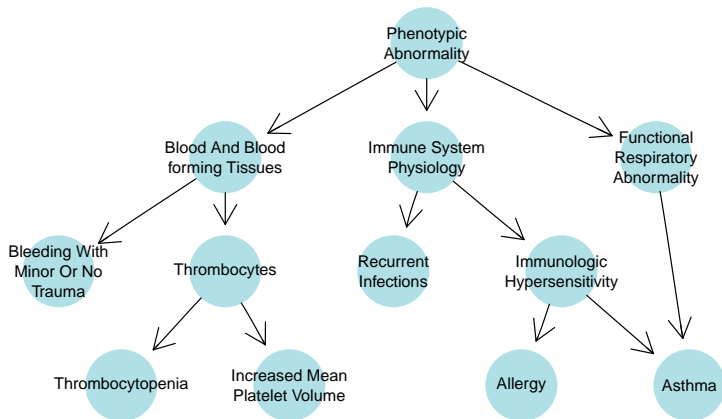 Phenotypic
Abnormality
Blood And Blood
forming Tissues
Immune System
Physiology
Functional
Respiratory
Abnormality
Bleeding With
Minor Or No
Trauma
Thrombocytes
Recurrent
Infections
Immunologic
Hypersensitivity
Thrombocytopenia
Increased Mean
Platelet Volume
Allergy
Asthma